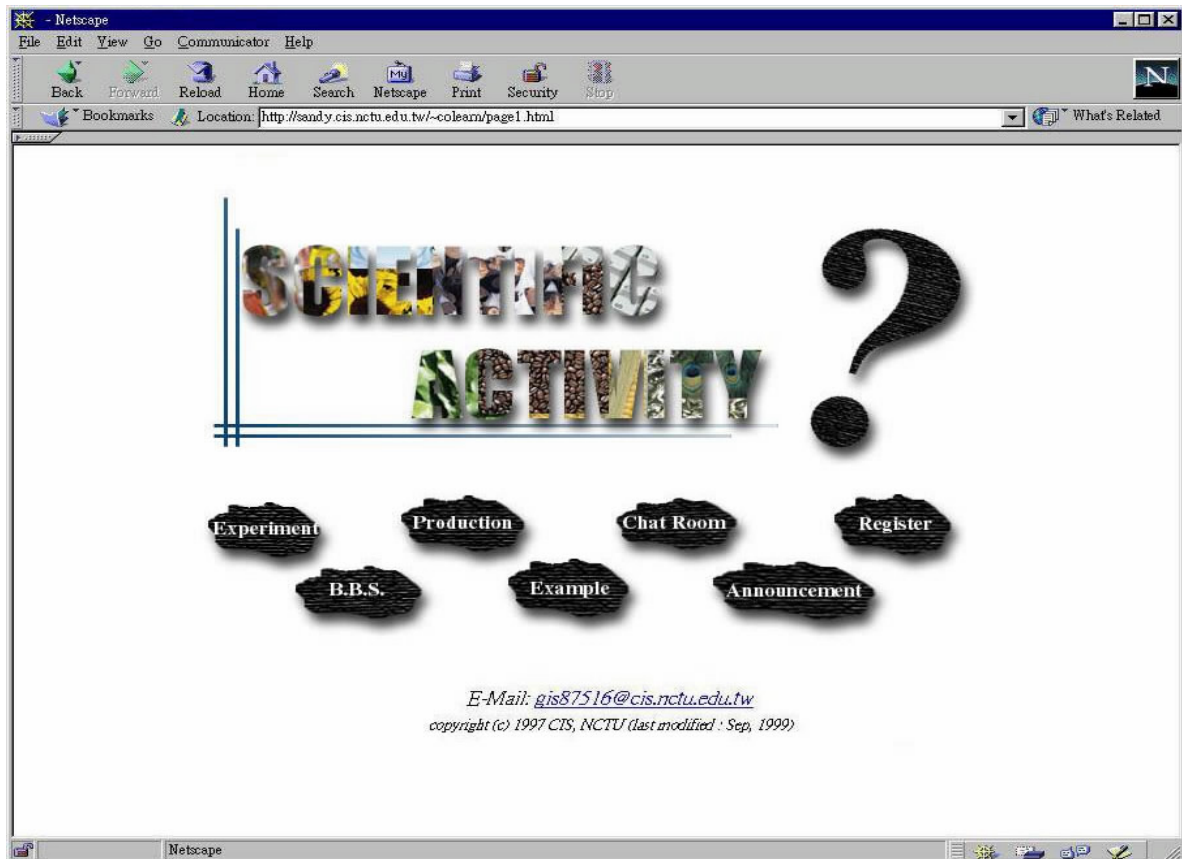 - Netscape
File Edit View Go Communicator Help
Back Forward Reload Home Search Netscape Print Security Stop
My
N
Bookmarks Location: http://sandy.cis.nctu.edu.tw/~colearn/page1.html What's Related
SCIENTIFIC
ACTIVITY
?
Experiment Production Chat Room Register
B.B.S. Example Announcement
E-Mail: gis87516@cis.nctu.edu.tw
copyright (c) 1997 CIS, NCTU (last modified : Sep, 1999)
Netscape